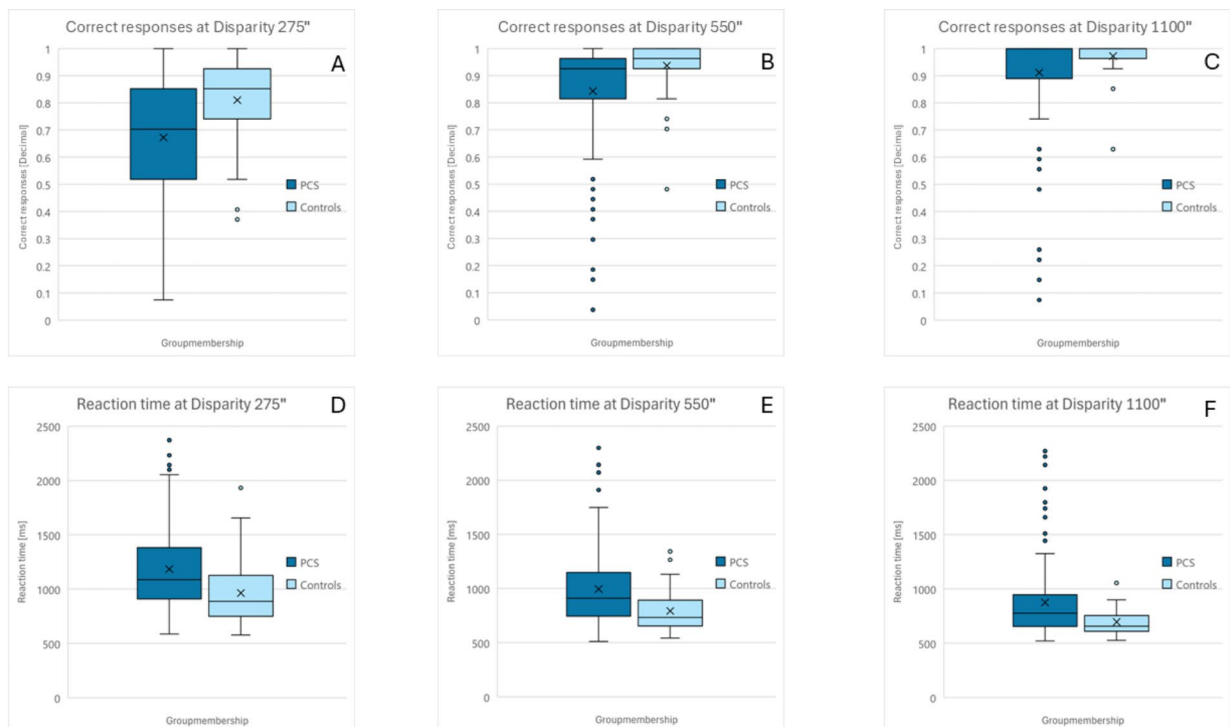 Correct responses at Disparity 275"
A
Correct responses [Decimal]
1
0.9
0.8
0.7
0.6
0.5
0.4
0.3
0.2
0.1
0
PCS
Controls
Groupmembership
Correct responses at Disparity 550"
B
Correct responses [Decimal]
1
0.9
0.8
0.7
0.6
0.5
0.4
0.3
0.2
0.1
0
PCS
Controls
Groupmembership
Correct responses at Disparity 1100"
C
Correct responses [Decimal]
1
0.9
0.8
0.7
0.6
0.5
0.4
0.3
0.2
0.1
0
PCS
Controls
Groupmembership
Reaction time at Disparity 275"
D
Reaction time [ms]
2500
2000
1500
1000
500
0
PCS
Controls
Groupmembership
Reaction time at Disparity 550"
E
Reaction time [ms]
2500
2000
1500
1000
500
0
PCS
Controls
Groupmembership
Reaction time at Disparity 1100"
F
Reaction time [ms]
2500
2000
1500
1000
500
0
PCS
Controls
Groupmembership